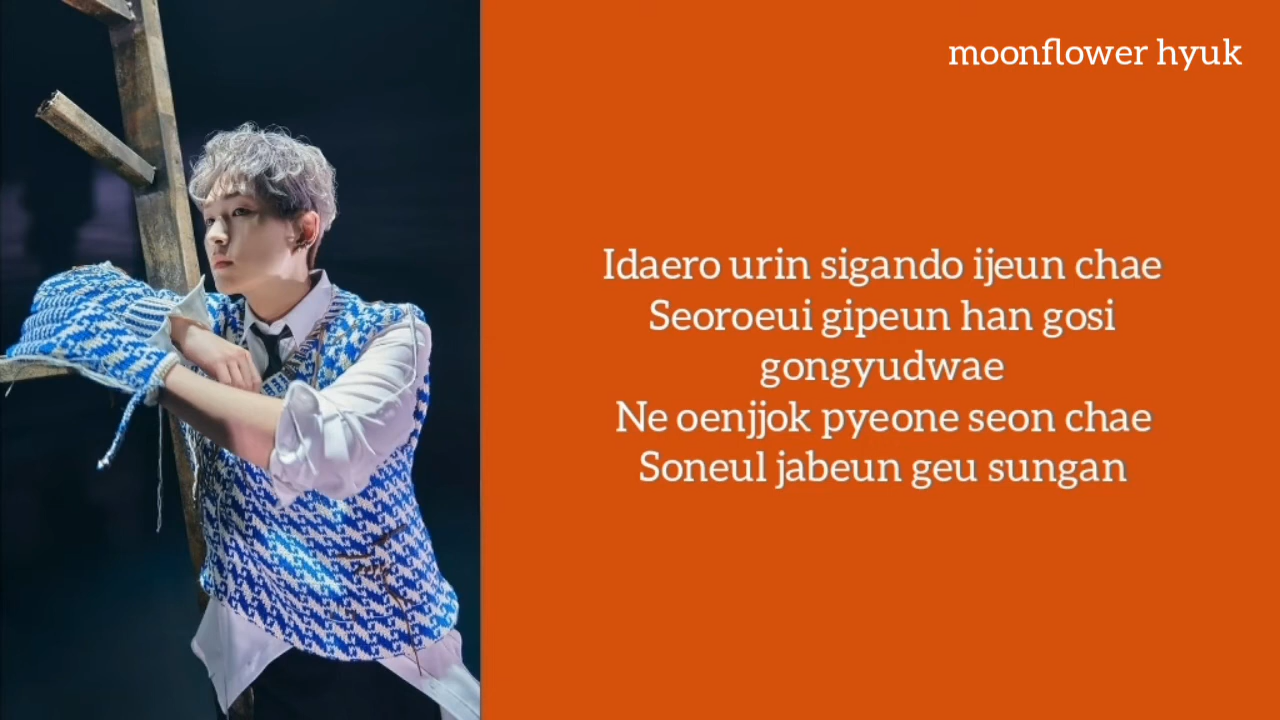 moonflower hyuk
Idaero urin sigando ijeun chae
Seoroeui gipeun han gosi
gongyudwae
Ne oenjjok pyeone seon chae
Soneul jabeun geu sungan